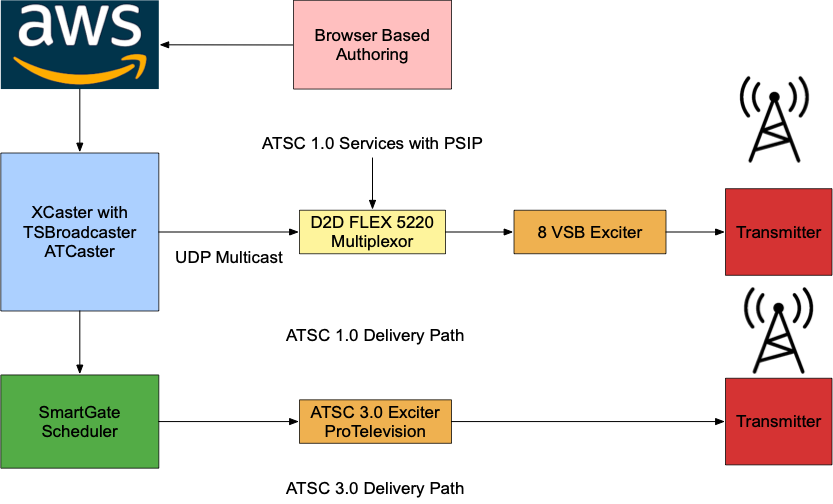 aws
Browser Based
Authoring
ATSC 1.0 Services with PSIP
XCaster with
TSBroadcaster
ATCaster
UDP Multicast
D2D FLEX 5220
Multiplexor
8 VSB Exciter
Transmitter
ATSC 1.0 Delivery Path
SmartGate
Scheduler
ATSC 3.0 Exciter
ProTelevision
Transmitter
ATSC 3.0 Delivery Path